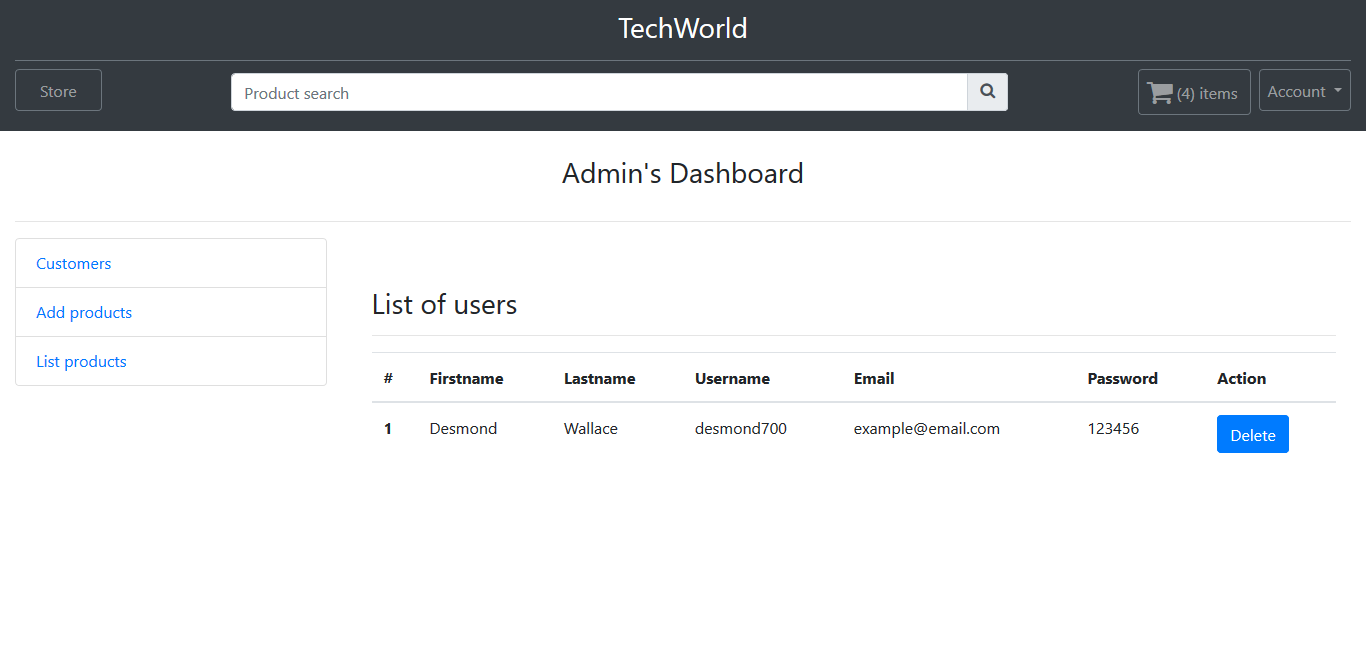 TechWorld
Store
Product search
(4) items
Account
Admin's Dashboard
Customers
Add products
List products
List of users
# Firstname Lastname Username Email Password Action
1 Desmond Wallace desmond700 example@email.com 123456 Delete